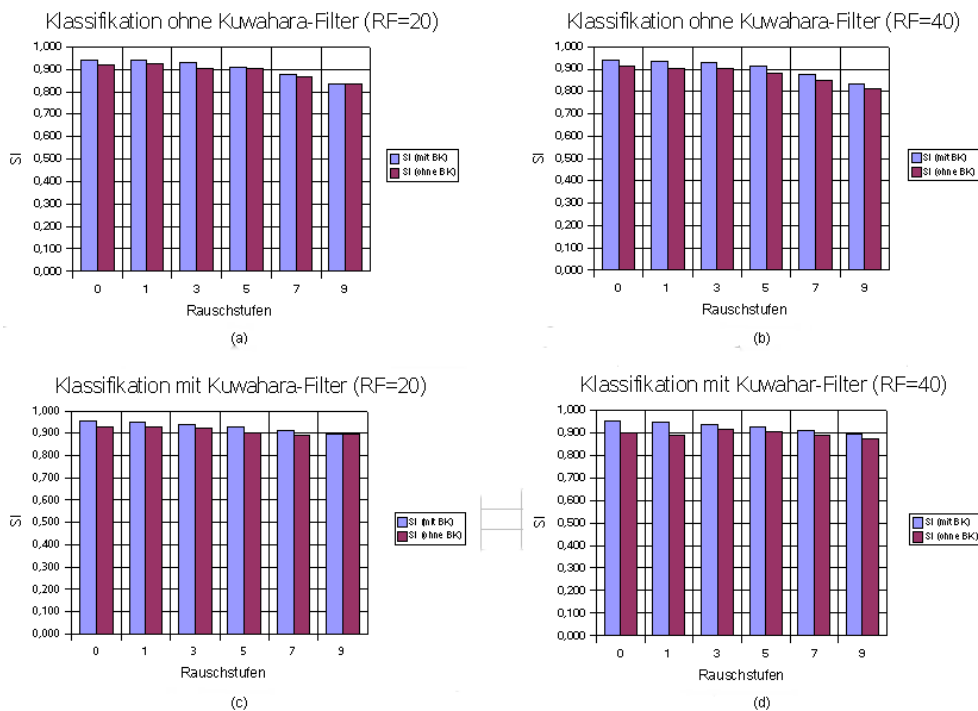 Klassifikation ohne Kuwahara-Filter (RF=20)
1,000
0,900
0,800
0,700
0,600
0,500
0,400
0,300
0,200
0,100
0,000
SI
0 1 3 5 7 9
Rauschstufen
SI (mit BK)
SI (ohne BK)
(a)
Klassifikation ohne Kuwahara-Filter (RF=40)
1,000
0,900
0,800
0,700
0,600
0,500
0,400
0,300
0,200
0,100
0,000
SI
0 1 3 5 7 9
Rauschstufen
SI (mit BK)
SI (ohne BK)
(b)
Klassifikation mit Kuwahara-Filter (RF=20)
1,000
0,900
0,800
0,700
0,600
0,500
0,400
0,300
0,200
0,100
0,000
SI
0 1 3 5 7 9
Rauschstufen
SI (mit BK)
SI (ohne BK)
(c)
Klassifikation mit Kuwahar-Filter (RF=40)
1,000
0,900
0,800
0,700
0,600
0,500
0,400
0,300
0,200
0,100
0,000
SI
0 1 3 5 7 9
Rauschstufen
SI (mit BK)
SI (ohne BK)
(d)